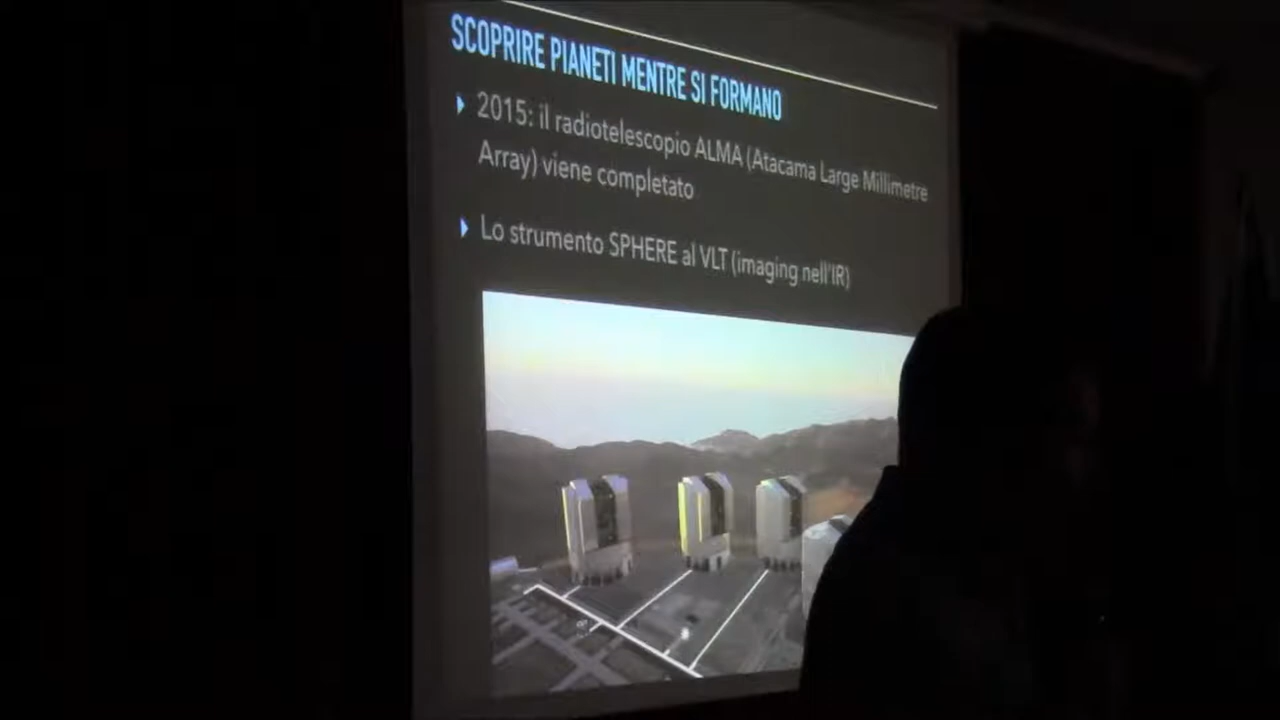 SCOPRIRE PIANETI MENTRE SI FORMANO
2015: il radiotelescopio ALMA (Atacama Large Millimetre
Array) viene completato
Lo strumento SPHERE al VLT (imaging nell'IR)